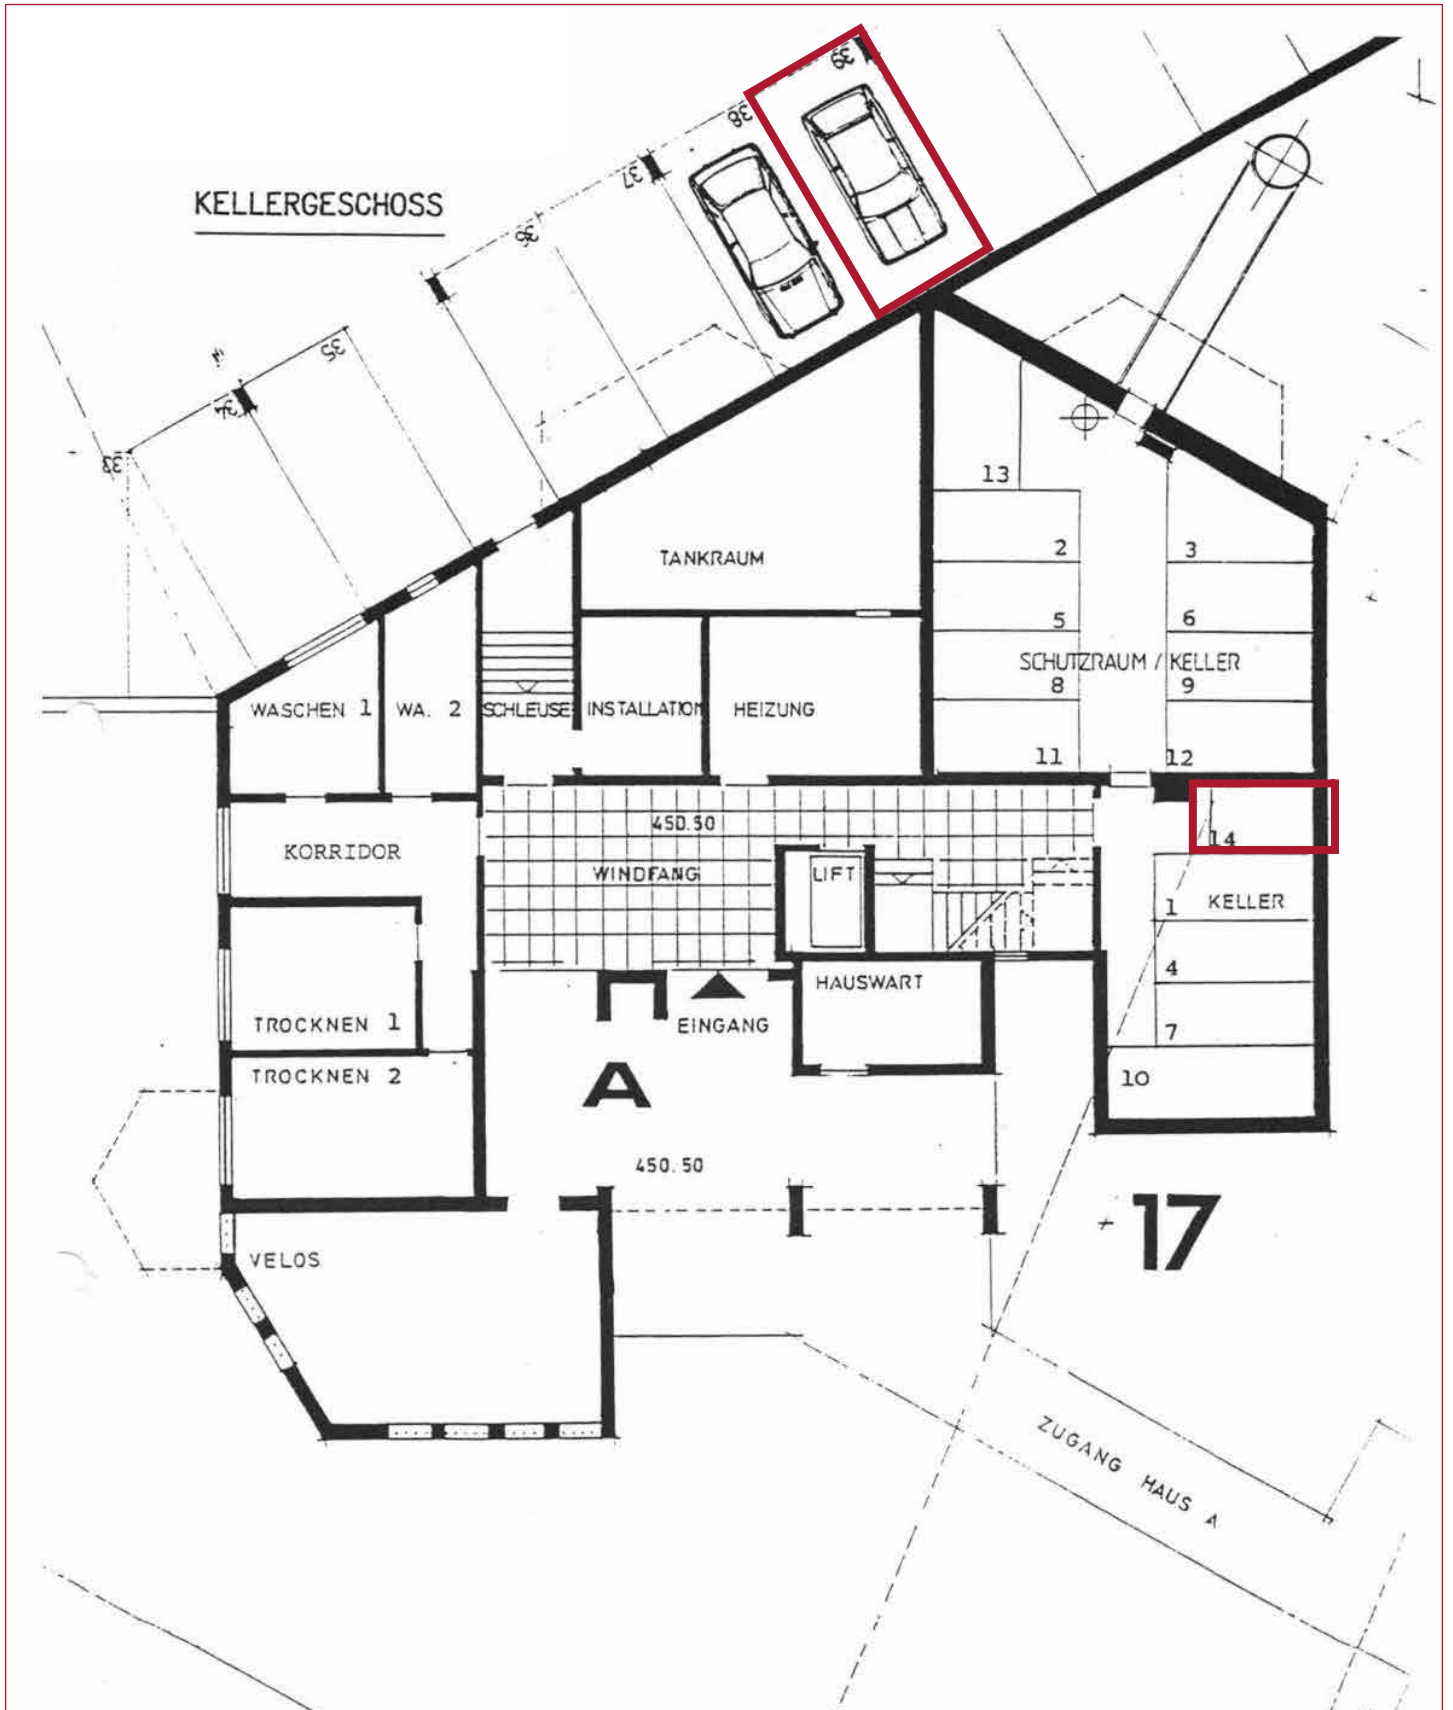 39
38
37
KELLERGESCHOSS
36
35
34
33
13
2
3
TANKRAUM
5
6
SCHUTZRAUM / KELLER
8
9
WASCHEN 1
WA. 2
SCHLEUSE
INSTALLATION
HEIZUNG
11
12
450.50
14
KORRIDOR
WINDFANG
LIFT
1
KELLER
4
HAUSWART
TROCKNEN 1
EINGANG
7
TROCKNEN 2
A
10
450.50
17
VELOS
ZUGANG HAUS A